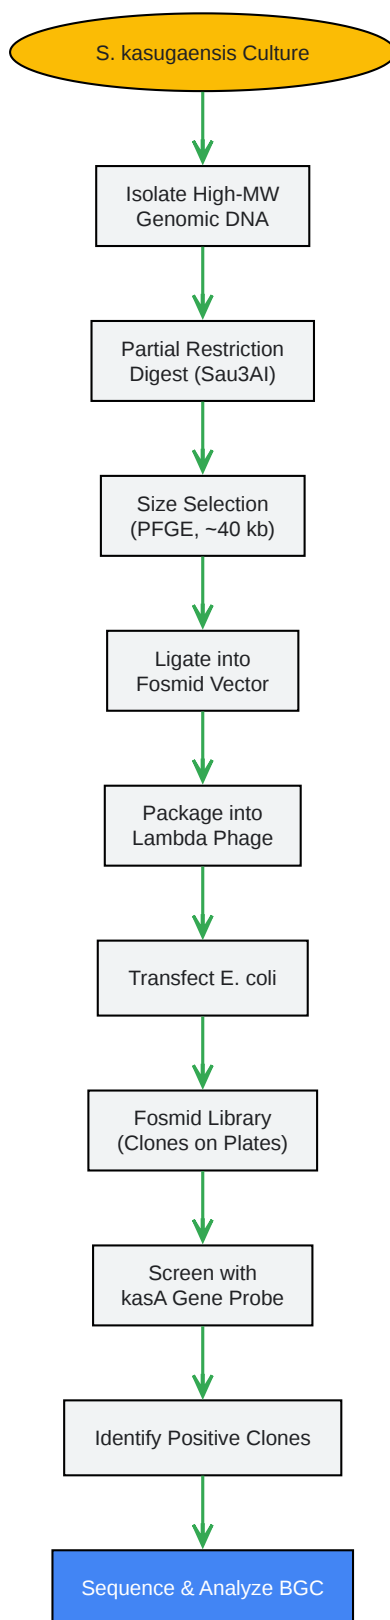 S. kasugaensis Culture
Isolate High-MW
Genomic DNA
Partial Restriction
Digest (Sau3AI)
Size Selection
(PFGE, ~40 kb)
Ligate into
Fosmid Vector
Package into
Lambda Phage
Transfect E. coli
Fosmid Library
(Clones on Plates)
Screen with
kasA Gene Probe
Identify Positive Clones
Sequence & Analyze BGC